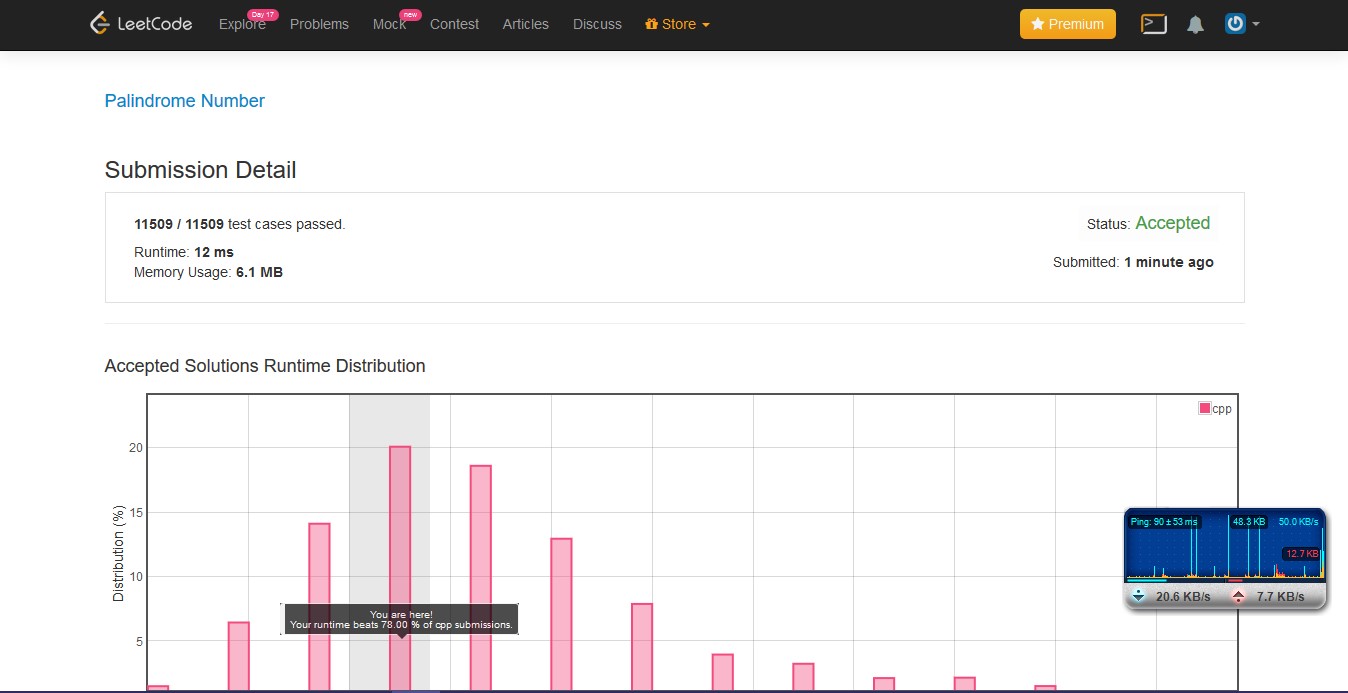 LeetCode Explore Day 17 Problems Mock new Contest Articles Discuss Store Premium
Palindrome Number
Submission Detail
11509 / 11509 test cases passed.
Status: Accepted
Runtime: 12 ms
Memory Usage: 6.1 MB
Submitted: 1 minute ago
Accepted Solutions Runtime Distribution
cpp
20
15
10
5
Distribution (%)
You are here!
Your runtime beats 78.00 % of cpp submissions.
Ping: 90 ± 53 ms 48.3 KB 50.0 KB/s
12.7 KB
20.6 KB/s 7.7 KB/s